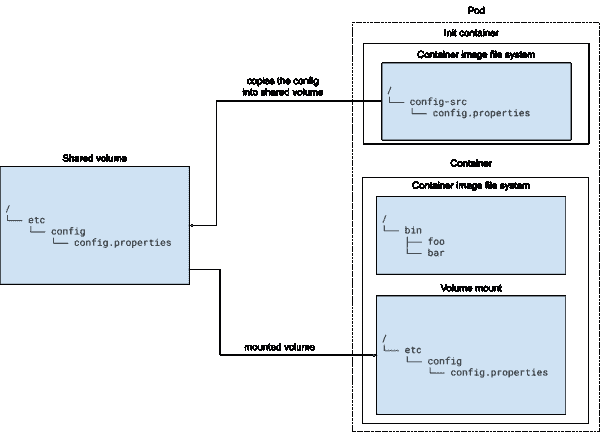 Pod
Init container
Container image file system
/
└── config-src
└── config.properties
copies the config
into shared volume
Shared volume
/
└── etc
└── config
└── config.properties
Container
Container image file system
/
└── bin
├── foo
└── bar
Volume mount
/
└── etc
└── config
└── config.properties
mounted volume